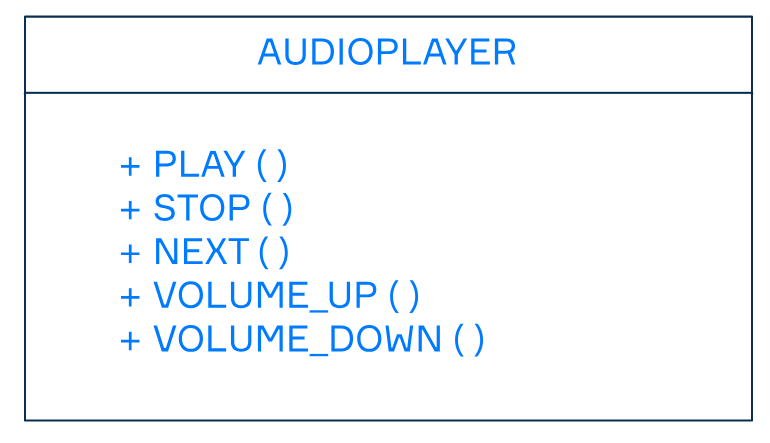 AUDIOPLAYER
+ PLAY ( )
+ STOP ( )
+ NEXT ( )
+ VOLUME_UP ( )
+ VOLUME_DOWN ( )